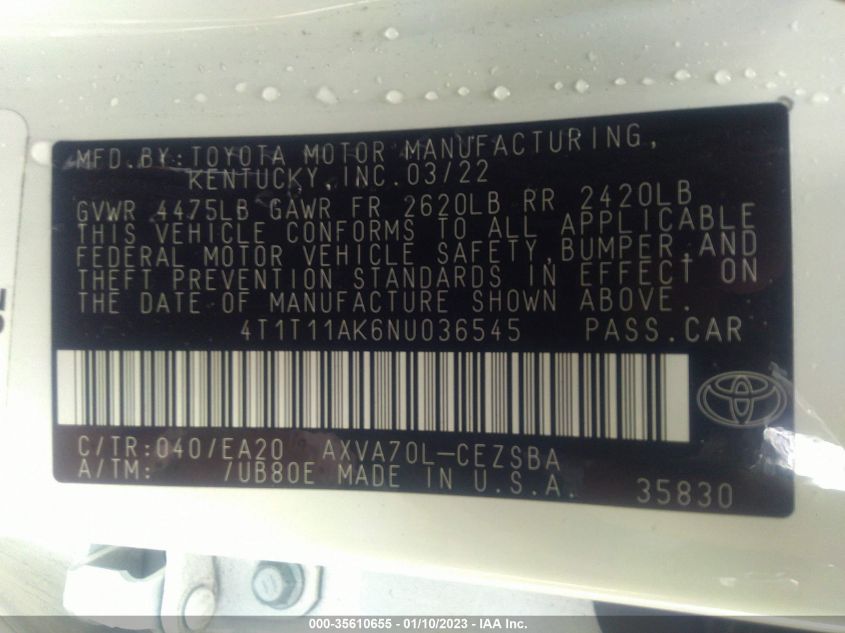 MFD.BY:TOYOTA MOTOR MANUFACTURING,
KENTUCKY,INC.03/22
GVWR 4475LB GAWR FR 2620LB RR 2420LB
THIS VEHICLE CONFORMS TO ALL APPLICABLE
FEDERAL MOTOR VEHICLE SAFETY,BUMPER,AND
THEFT PREVENTION STANDARDS IN EFFECT ON
THE DATE OF MANUFACTURE SHOWN ABOVE.
4T1T11AK6NU036545 PASS.CAR
C/TR:040/EA20 AXVA70L-CEZSBA
A/TM: /UB80E MADE IN U.S.A. 35830
000-35610655 - 01/10/2023 - IAA Inc.